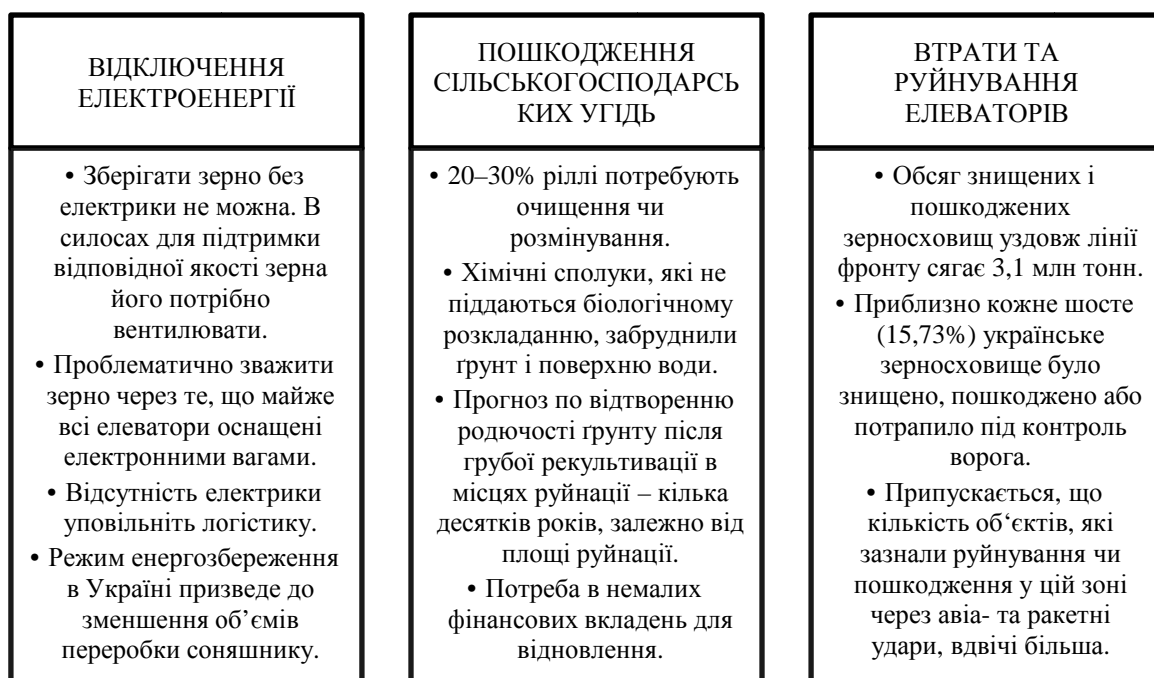 ВІДКЛЮЧЕННЯ
ЕЛЕКТРОЕНЕРГІЇ
• Зберігати зерно без
електрики не можна. В
силосах для підтримки
відповідної якості зерна
його потрібно
вентилювати.
• Проблематично зважити
зерно через те, що майже
всі елеватори оснащені
електронними вагами.
• Відсутність електрики
уповільніть логістику.
• Режим енергозбереження
в Україні призведе до
зменшення об’ємів
переробки соняшнику.
ПОШКОДЖЕННЯ
СІЛЬСЬКОГОСПОДАРСЬ
КИХ УГІДЬ
• 20–30% ріллі потребують
очищення чи
розмінування.
• Хімічні сполуки, які не
піддаються біологічному
розкладанню, забруднили
ґрунт і поверхню води.
• Прогноз по відтворенню
родючості ґрунту після
грубої рекультивації в
місцях руйнації – кілька
десятків років, залежно від
площі руйнації.
• Потреба в немалих
фінансових вкладень для
відновлення.
ВТРАТИ ТА
РУЙНУВАННЯ
ЕЛЕВАТОРІВ
• Обсяг знищених і
пошкоджених
зерносховищ уздовж лінії
фронту сягає 3,1 млн тонн.
• Приблизно кожне шосте
(15,73%) українське
зерносховище було
знищено, пошкоджено або
потрапило під контроль
ворога.
• Припускається, що
кількість об‘єктів, які
зазнали руйнування чи
пошкодження у цій зоні
через авіа- та ракетні
удари, вдвічі більша.